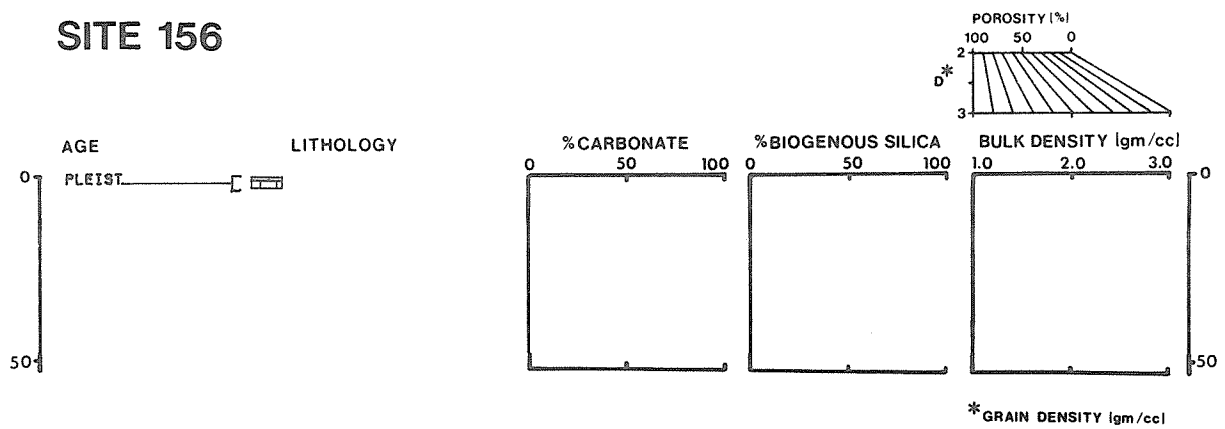 SITE 156
POROSITY (%)
100 50 0
2
D*
3
AGE
LITHOLOGY
%CARBONATE
%BIOGENOUS SILICA
BULK DENSITY (gm/cc)
0 50 100
0 50 100
1.0 2.0 3.0
0
PLEIST
0
50
50
*GRAIN DENSITY (gm/cc)